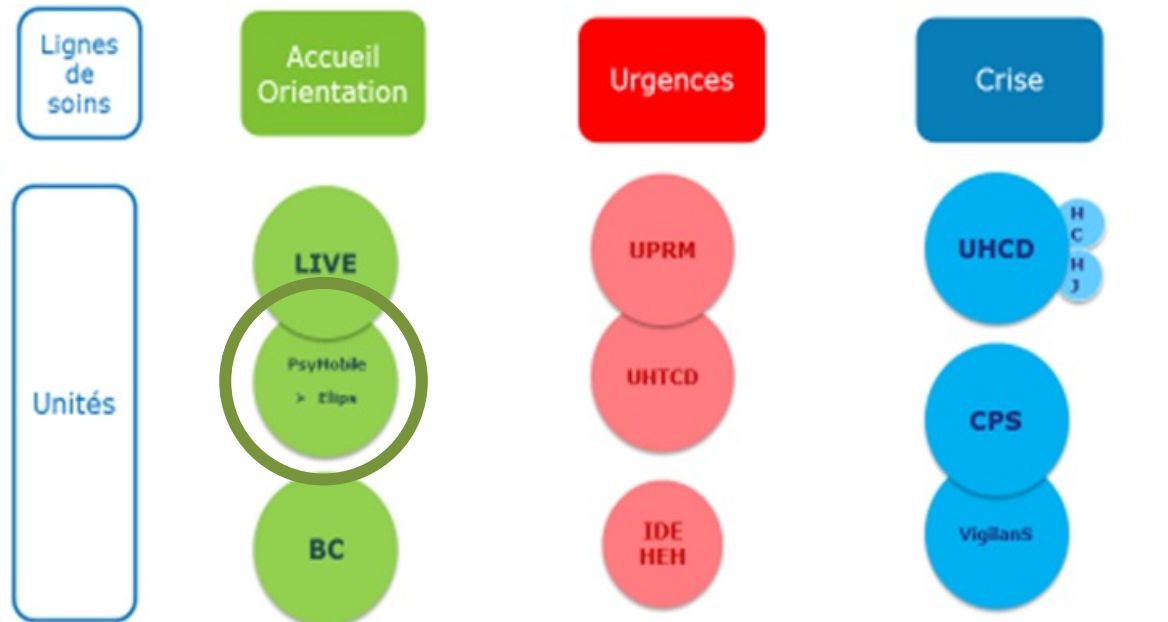 Lignes
de
soins
Accueil
Orientation
Urgences
Crise
Unités
LIVE
PsyMobile
> Elips
BC
UPRM
UHTCD
IDE
HEH
UHCD
H
C
H
J
CPS
VigilanS